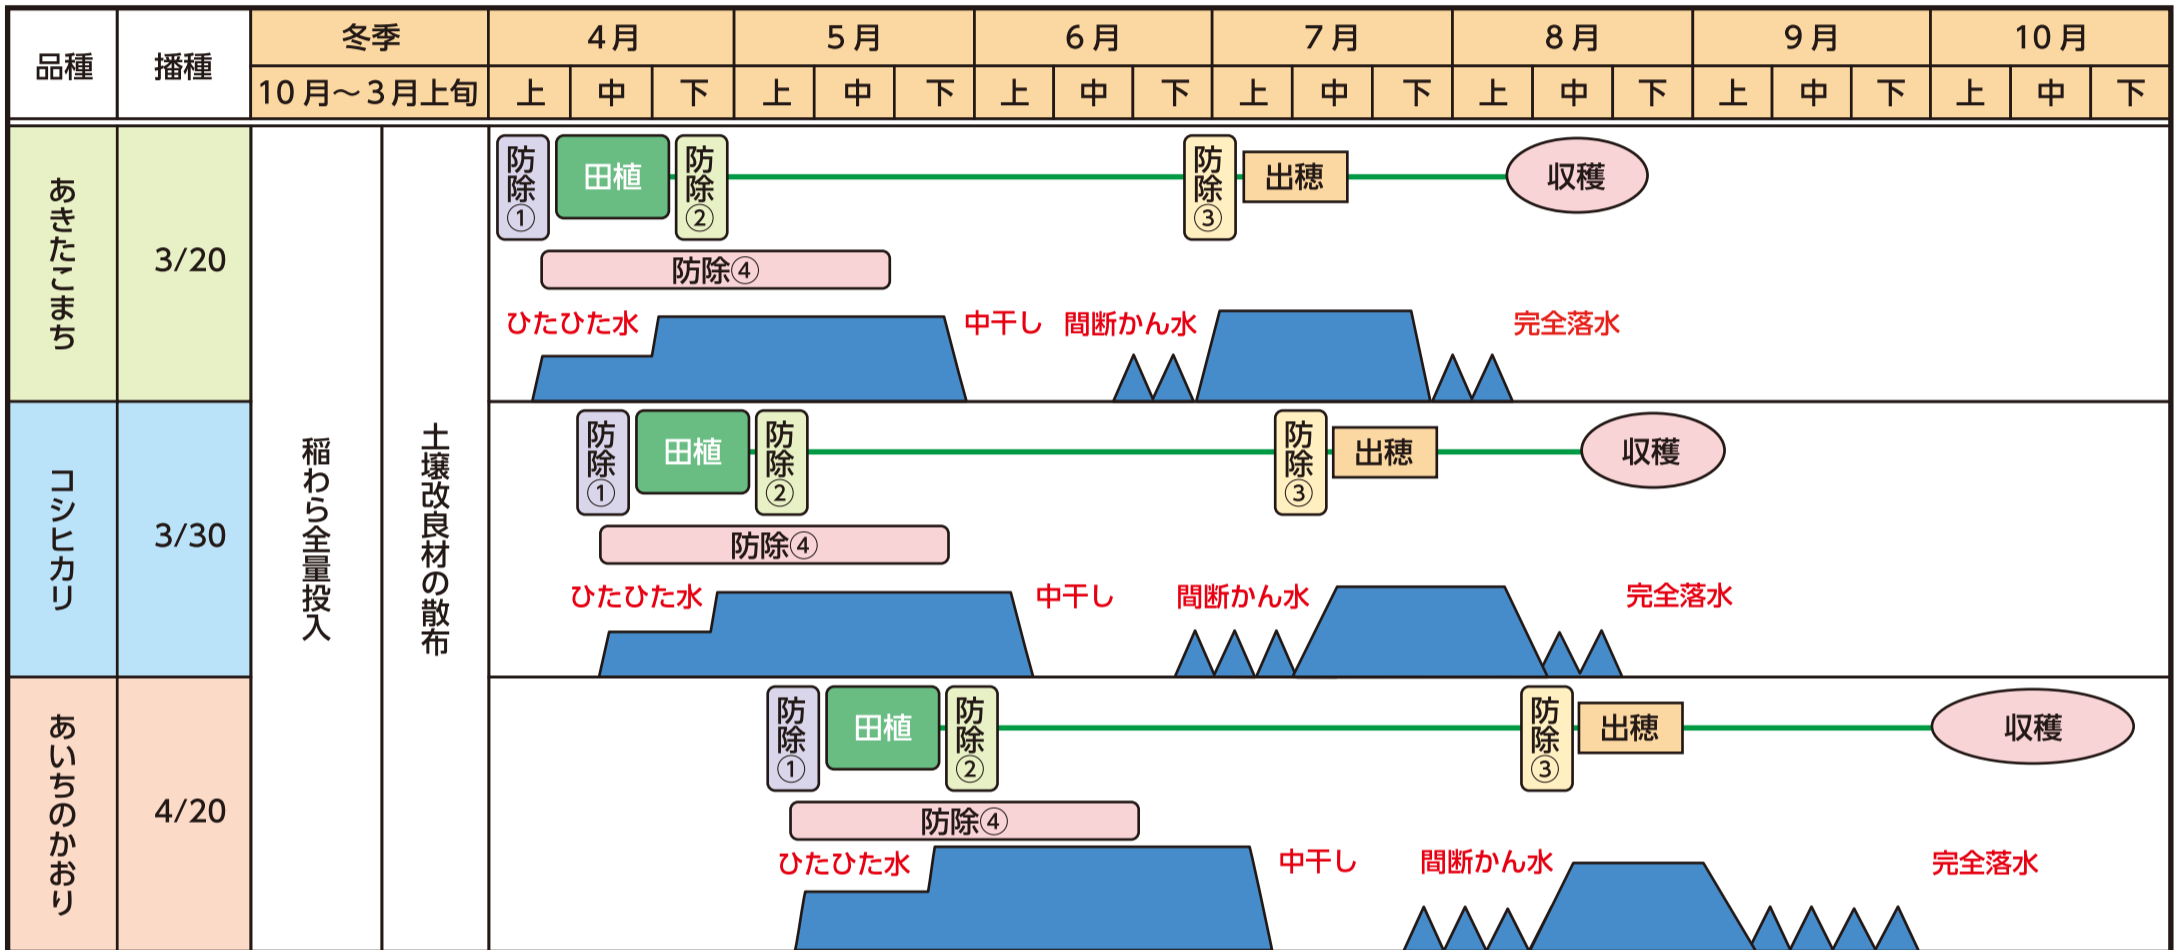 品種 播種 冬季 4月 5月 6月 7月 8月 9月 10月
10月〜3月上旬 上 中 下 上 中 下 上 中 下 上 中 下 上 中 下 上 中 下 上 中 下
あきたこまち
3/20
稲わら全量投入
土壌改良材の散布
防除① 田植 防除② 防除③ 出穂 収穫
防除④
ひたひた水 中干し 間断かん水 完全落水
コシヒカリ
3/30
防除① 田植 防除② 防除③ 出穂 収穫
防除④
ひたひた水 中干し 間断かん水 完全落水
あいちのかおり
4/20
防除① 田植 防除② 防除③ 出穂 収穫
防除④
ひたひた水 中干し 間断かん水 完全落水